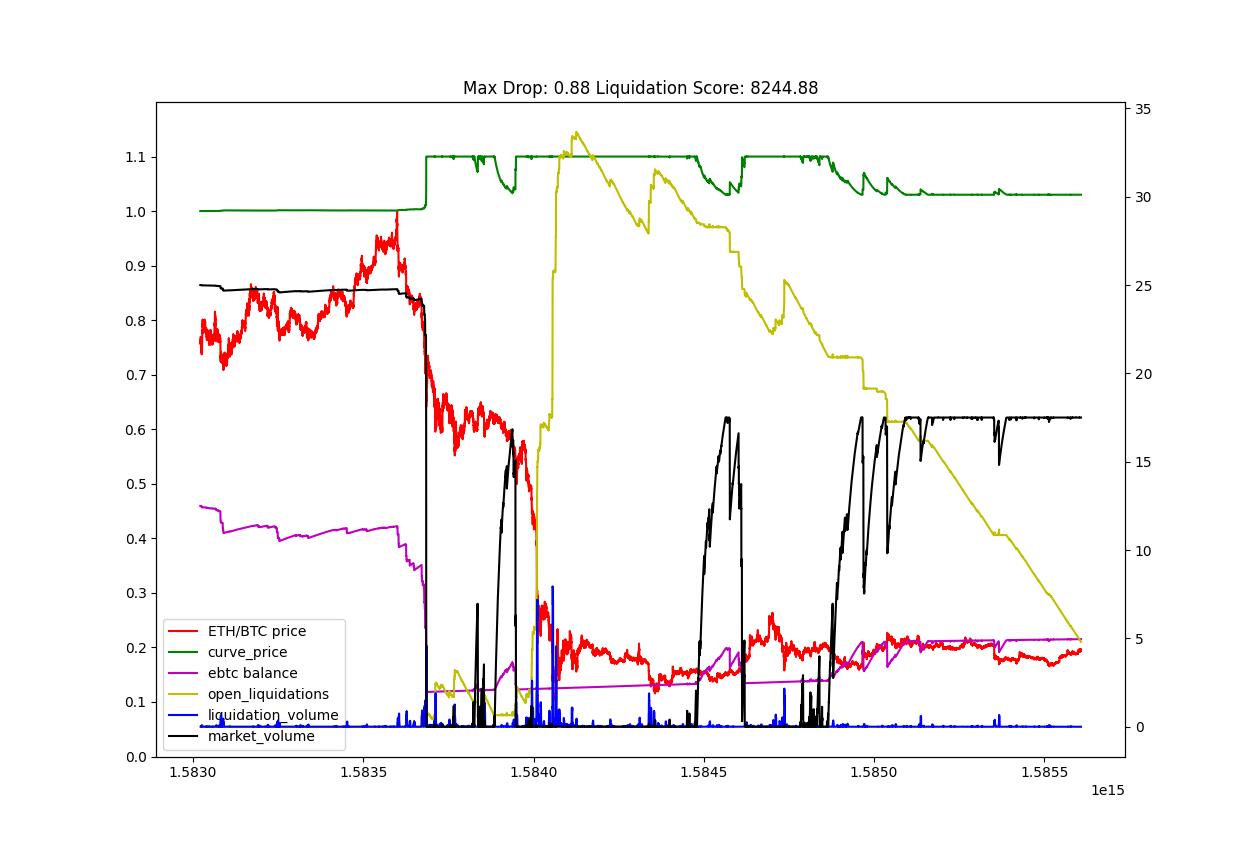 Max Drop: 0.88 Liquidation Score: 8244.88
35
1.1
30
1.0
0.9
25
0.8
0.7
20
0.6
15
0.5
0.4
10
0.3
ETH/BTC price
curve_price
0.2
5
ebtc balance
open_liquidations
0.1
liquidation_volume
0
market_volume
0.0
1.5830 1.5835 1.5840 1.5845 1.5850 1.5855
1e15